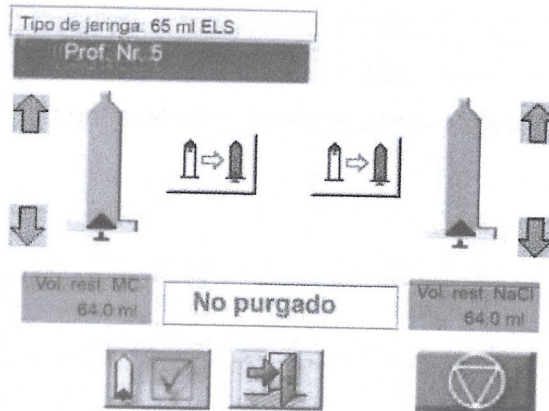 Tipo de jeringa: 65 ml ELS
Prof. Nr. 5
Vol. rest. MC
64.0 ml
No purgado
Vol. rest. NaCl
64.0 ml